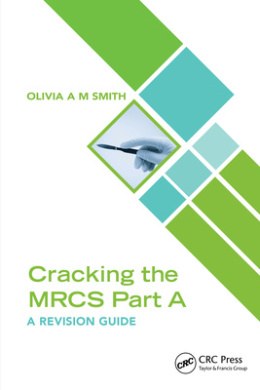 OLIVIA A M SMITH
Cracking the
MRCS Part A
A REVISION GUIDE
CRC
CRC Press
Taylor & Francis Group